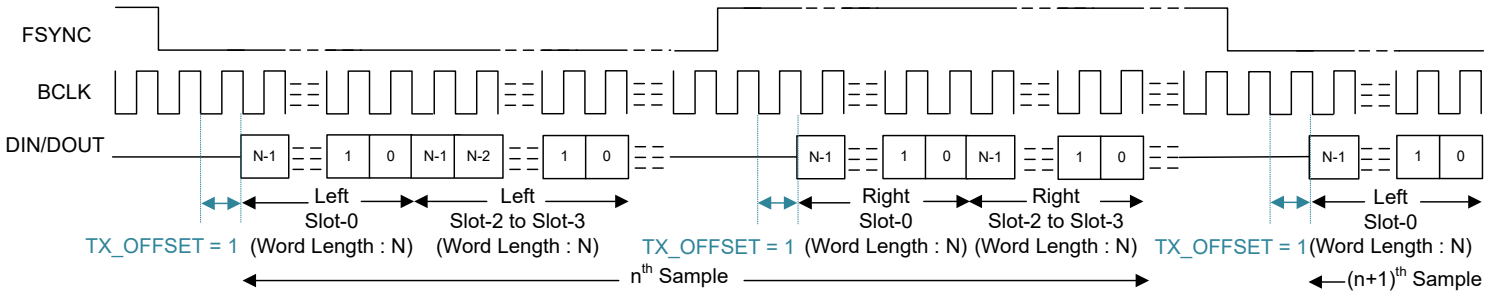 FSYNC
BCLK
DIN/DOUT
N-1 1 0 N-1 N-2 1 0 N-1 1 0 N-1 1 0 N-1 1 0
Left Left Right Right Left
Slot-0 Slot-2 to Slot-3 Slot-0 Slot-2 to Slot-3 Slot-0
TX_OFFSET = 1 (Word Length : N) (Word Length : N) TX_OFFSET = 1 (Word Length : N) (Word Length : N) TX_OFFSET = 1 (Word Length : N)
nth Sample (n+1)th Sample